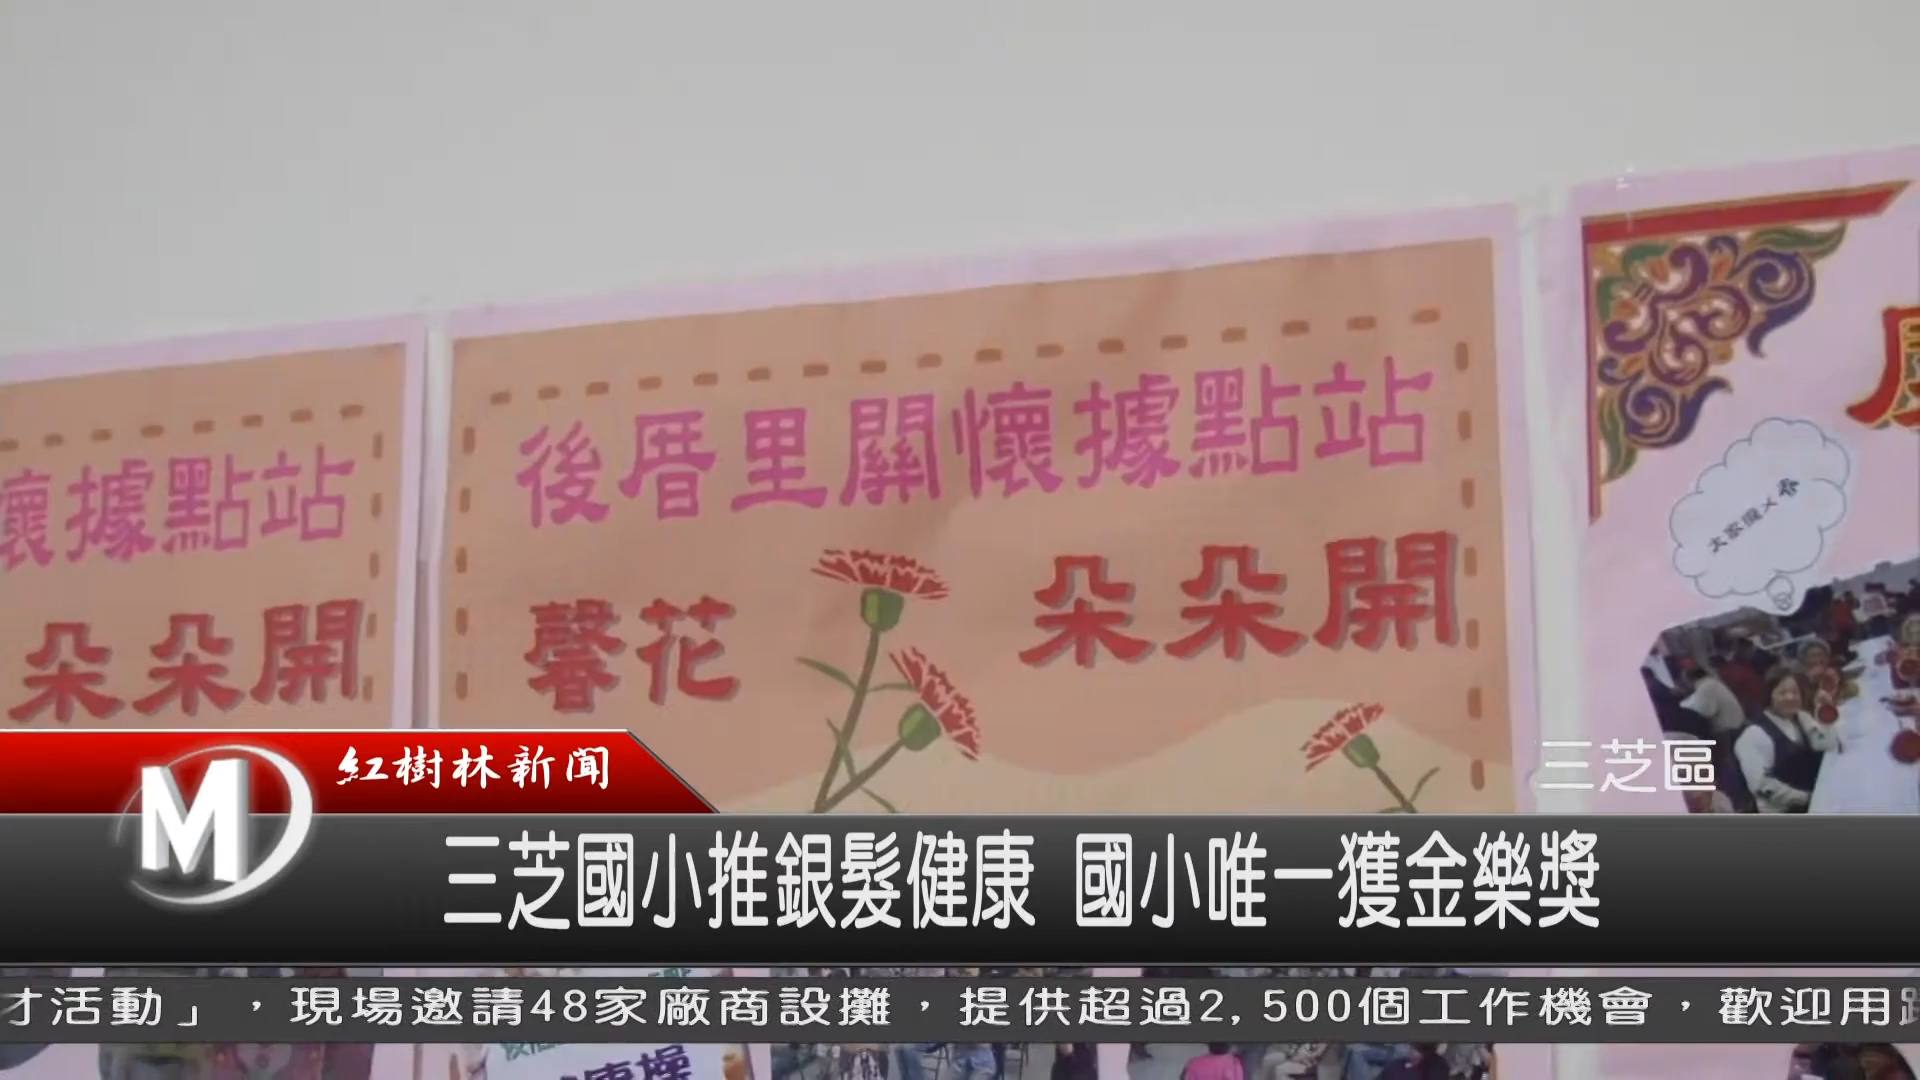 後厝里關懷據點站
馨花 朵朵開
懷據點站
朵朵開
紅樹林新闻
三芝區
三芝國小推銀髮健康 國小唯一獲金樂獎
才活動」，現場邀請48家廠商設攤，提供超過2,500個工作機會，歡迎用
康操